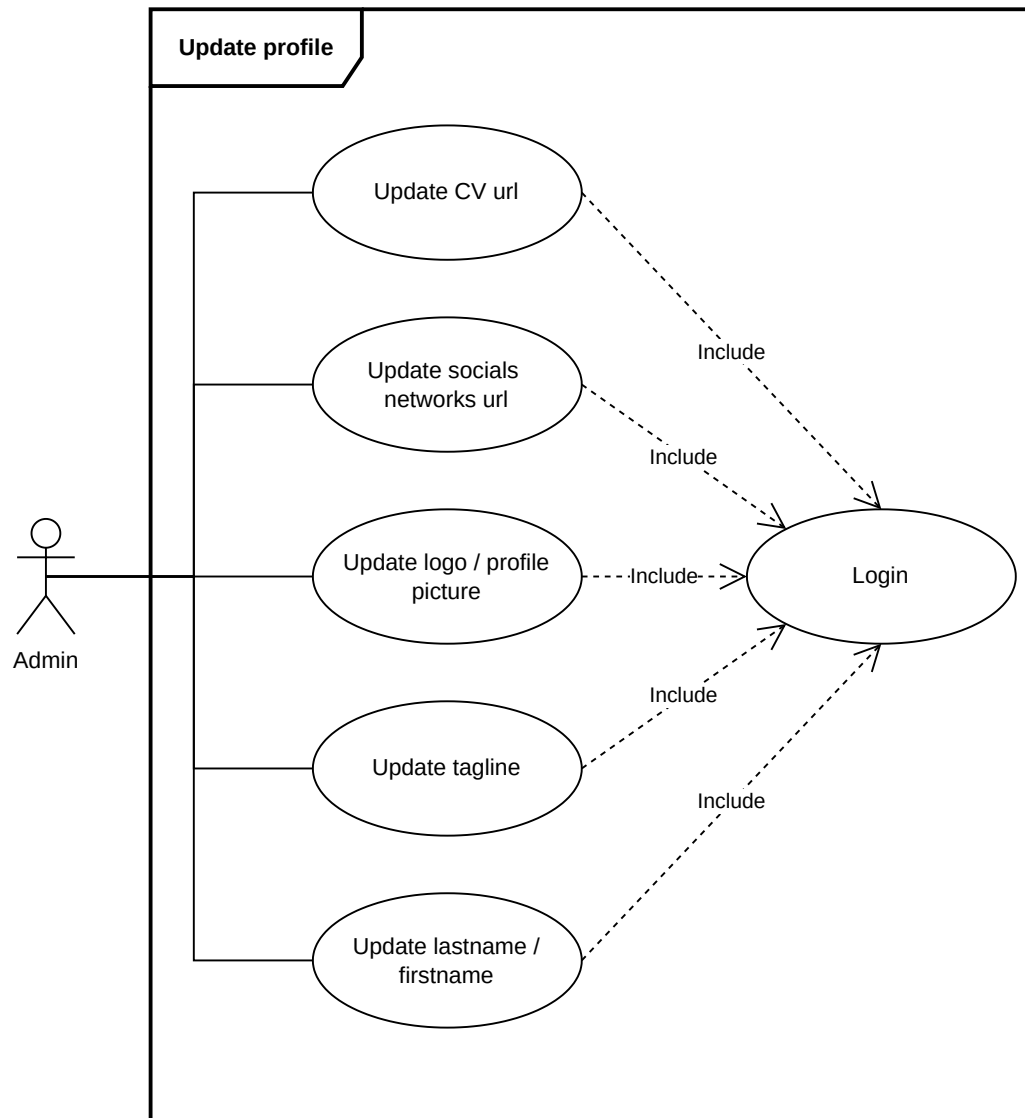 Update profile
Update CV url
Include
Update socials
networks url
Include
Update logo / profile
picture
Include
Login
Admin
Include
Update tagline
Include
Update lastname /
firstname